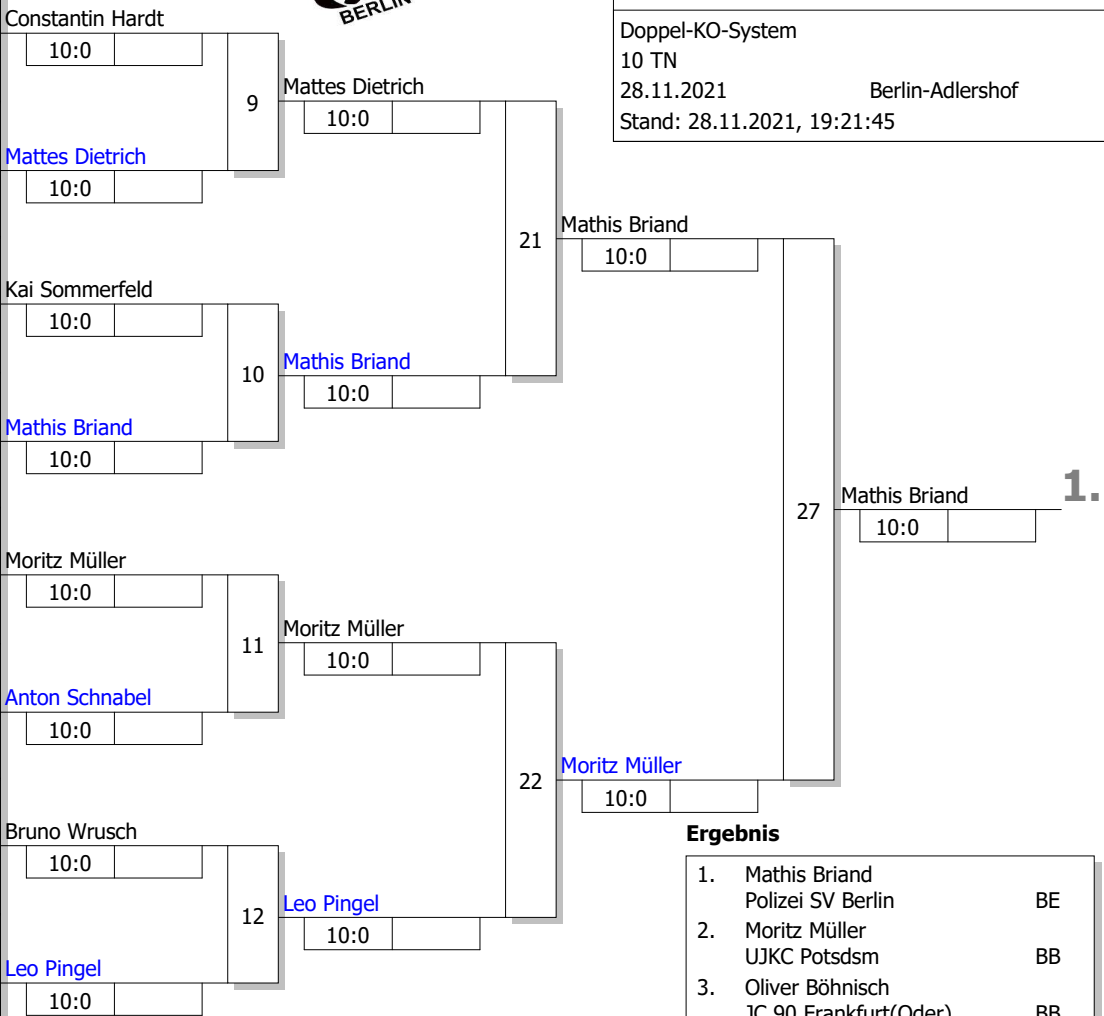 BERLIN
Doppel-KO-System
10 TN
28.11.2021 Berlin-Adlershof
Stand: 28.11.2021, 19:21:45
Constantin Hardt
10:0
9
Mattes Dietrich
10:0
Mattes Dietrich
10:0
21
Mathis Briand
10:0
Kai Sommerfeld
10:0
10
Mathis Briand
10:0
Mathis Briand
10:0
27
Mathis Briand
10:0
1.
Moritz Müller
10:0
11
Moritz Müller
10:0
Anton Schnabel
10:0
22
Moritz Müller
10:0
Bruno Wrusch
10:0
12
Leo Pingel
10:0
Leo Pingel
10:0
Ergebnis
1. Mathis Briand
Polizei SV Berlin BE
2. Moritz Müller
UJKC Potsdsm BB
3. Oliver Böhnisch
JC 90 Frankfurt(Oder) BB